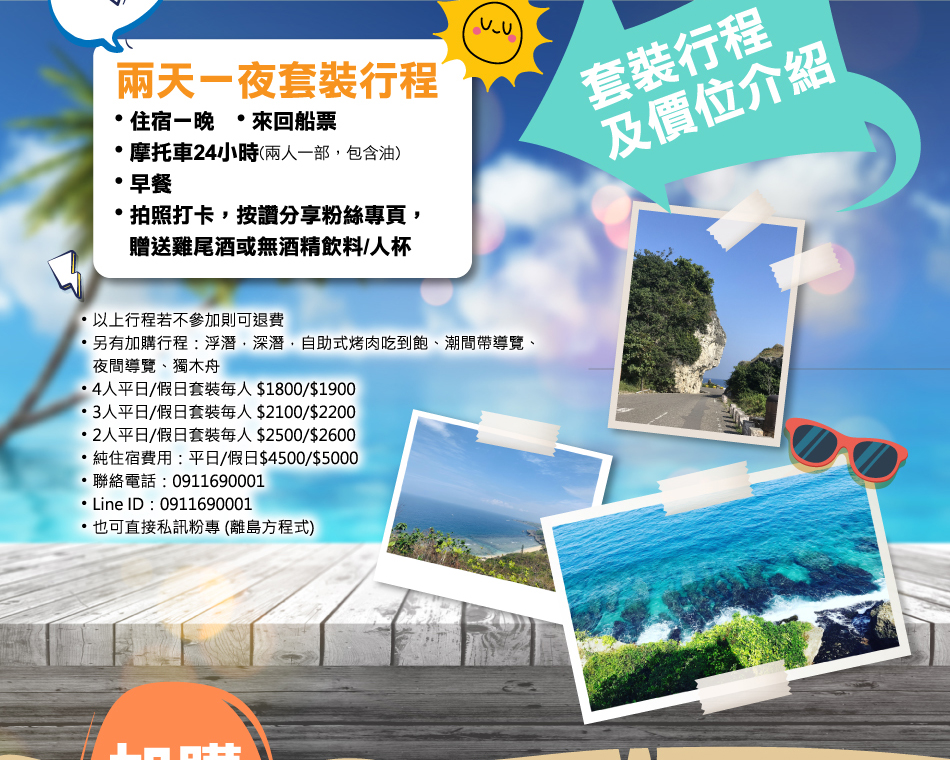 套裝行程
及價位介紹
兩天一夜套裝行程
• 住宿一晚 • 來回船票
• 摩托車24小時(兩人一部，包含油)
• 早餐
• 拍照打卡，按讚分享粉絲專頁，
贈送雞尾酒或無酒精飲料/人杯
• 以上行程若不參加則可退費
• 另有加購行程：浮潛，深潛，自助式烤肉吃到飽、潮間帶導覽、
夜間導覽、獨木舟
• 4人平日/假日套裝每人 $1800/$1900
• 3人平日/假日套裝每人 $2100/$2200
• 2人平日/假日套裝每人 $2500/$2600
• 純住宿費用：平日/假日$4500/$5000
• 聯絡電話：0911690001
• Line ID：0911690001
• 也可直接私訊粉專 (離島方程式)
加購